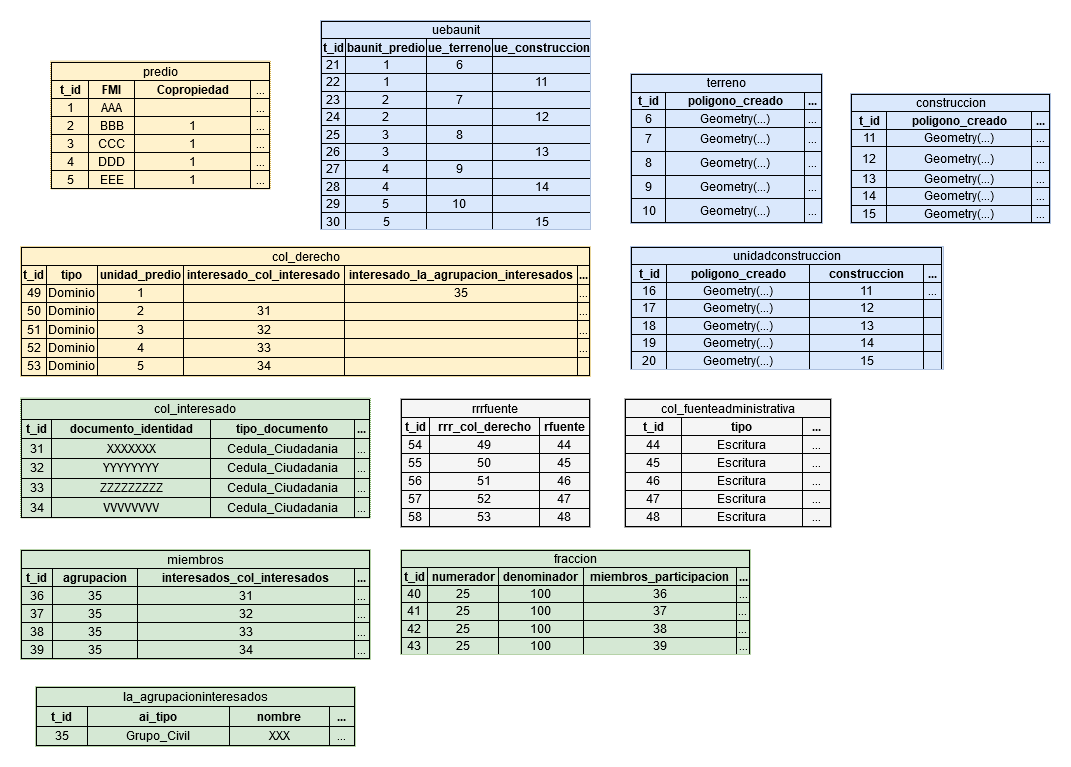 predio
t_id FMI Copropiedad ...
1 AAA
2 BBB 1 ...
3 CCC 1 ...
4 DDD 1 ...
5 EEE 1 ...
uebaunit
t_id baunit_predio ue_terreno ue_construccion
21 1 6
22 1 11
23 2 7
24 2 12
25 3 8
26 3 13
27 4 9
28 4 14
29 5 10
30 5 15
terreno
t_id poligono_creado ...
6 Geometry(...) ...
7 Geometry(...) ...
8 Geometry(...) ...
9 Geometry(...) ...
10 Geometry(...) ...
construccion
t_id poligono_creado ...
11 Geometry(...) ...
12 Geometry(...) ...
13 Geometry(...) ...
14 Geometry(...) ...
15 Geometry(...) ...
col_derecho
t_id tipo unidad_predio interesado_col_interesado interesado_la_agrupacion_interesados ...
49 Dominio 1 35 ...
50 Dominio 2 31 ...
51 Dominio 3 32 ...
52 Dominio 4 33 ...
53 Dominio 5 34
unidadconstruccion
t_id poligono_creado construccion ...
16 Geometry(...) 11 ...
17 Geometry(...) 12
18 Geometry(...) 13
19 Geometry(...) 14
20 Geometry(...) 15
col_interesado
t_id documento_identidad tipo_documento ...
31 XXXXXXX Cedula_Ciudadania ...
32 YYYYYYYY Cedula_Ciudadania ...
33 ZZZZZZZZZ Cedula_Ciudadania ...
34 VVVVVVVV Cedula_Ciudadania ...
rrrfuente
t_id rrr_col_derecho rfuente
54 49 44
55 50 45
56 51 46
57 52 47
58 53 48
col_fuenteadministrativa
t_id tipo ...
44 Escritura ...
45 Escritura ...
46 Escritura ...
47 Escritura ...
48 Escritura ...
miembros
t_id agrupacion interesados_col_interesados ...
36 35 31 ...
37 35 32 ...
38 35 33 ...
39 35 34 ...
fraccion
t_id numerador denominador miembros_participacion ...
40 25 100 36 ...
41 25 100 37 ...
42 25 100 38 ...
43 25 100 39 ...
la_agrupacioninteresados
t_id ai_tipo nombre ...
35 Grupo_Civil XXX ...